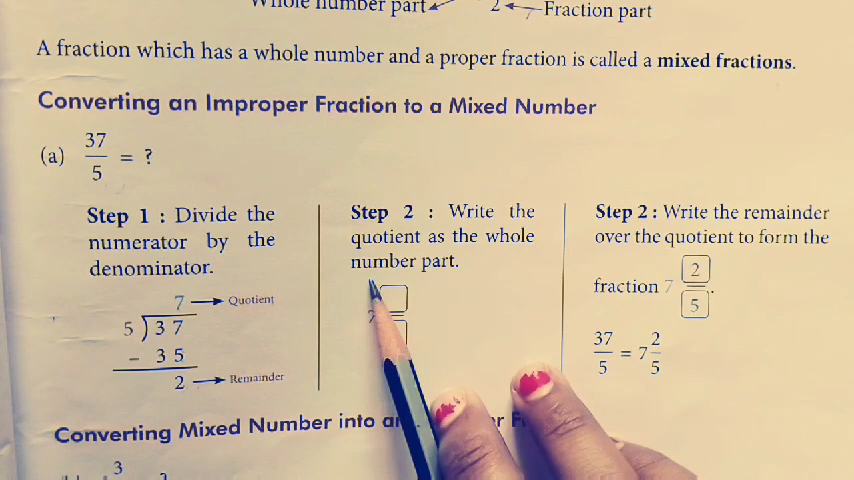 Whole number part
2
Fraction part
A fraction which has a whole number and a proper fraction is called a mixed fractions.
Converting an Improper Fraction to a Mixed Number
(a) 37/5 = ?
Step 1 : Divide the
numerator by the
denominator.
7 → Quotient
5)37
– 35
2 → Remainder
Step 2 : Write the
quotient as the whole
number part.
Step 2 : Write the remainder
over the quotient to form the
fraction 7 2/5.
37/5 = 7 2/5
Converting Mixed Number into
3